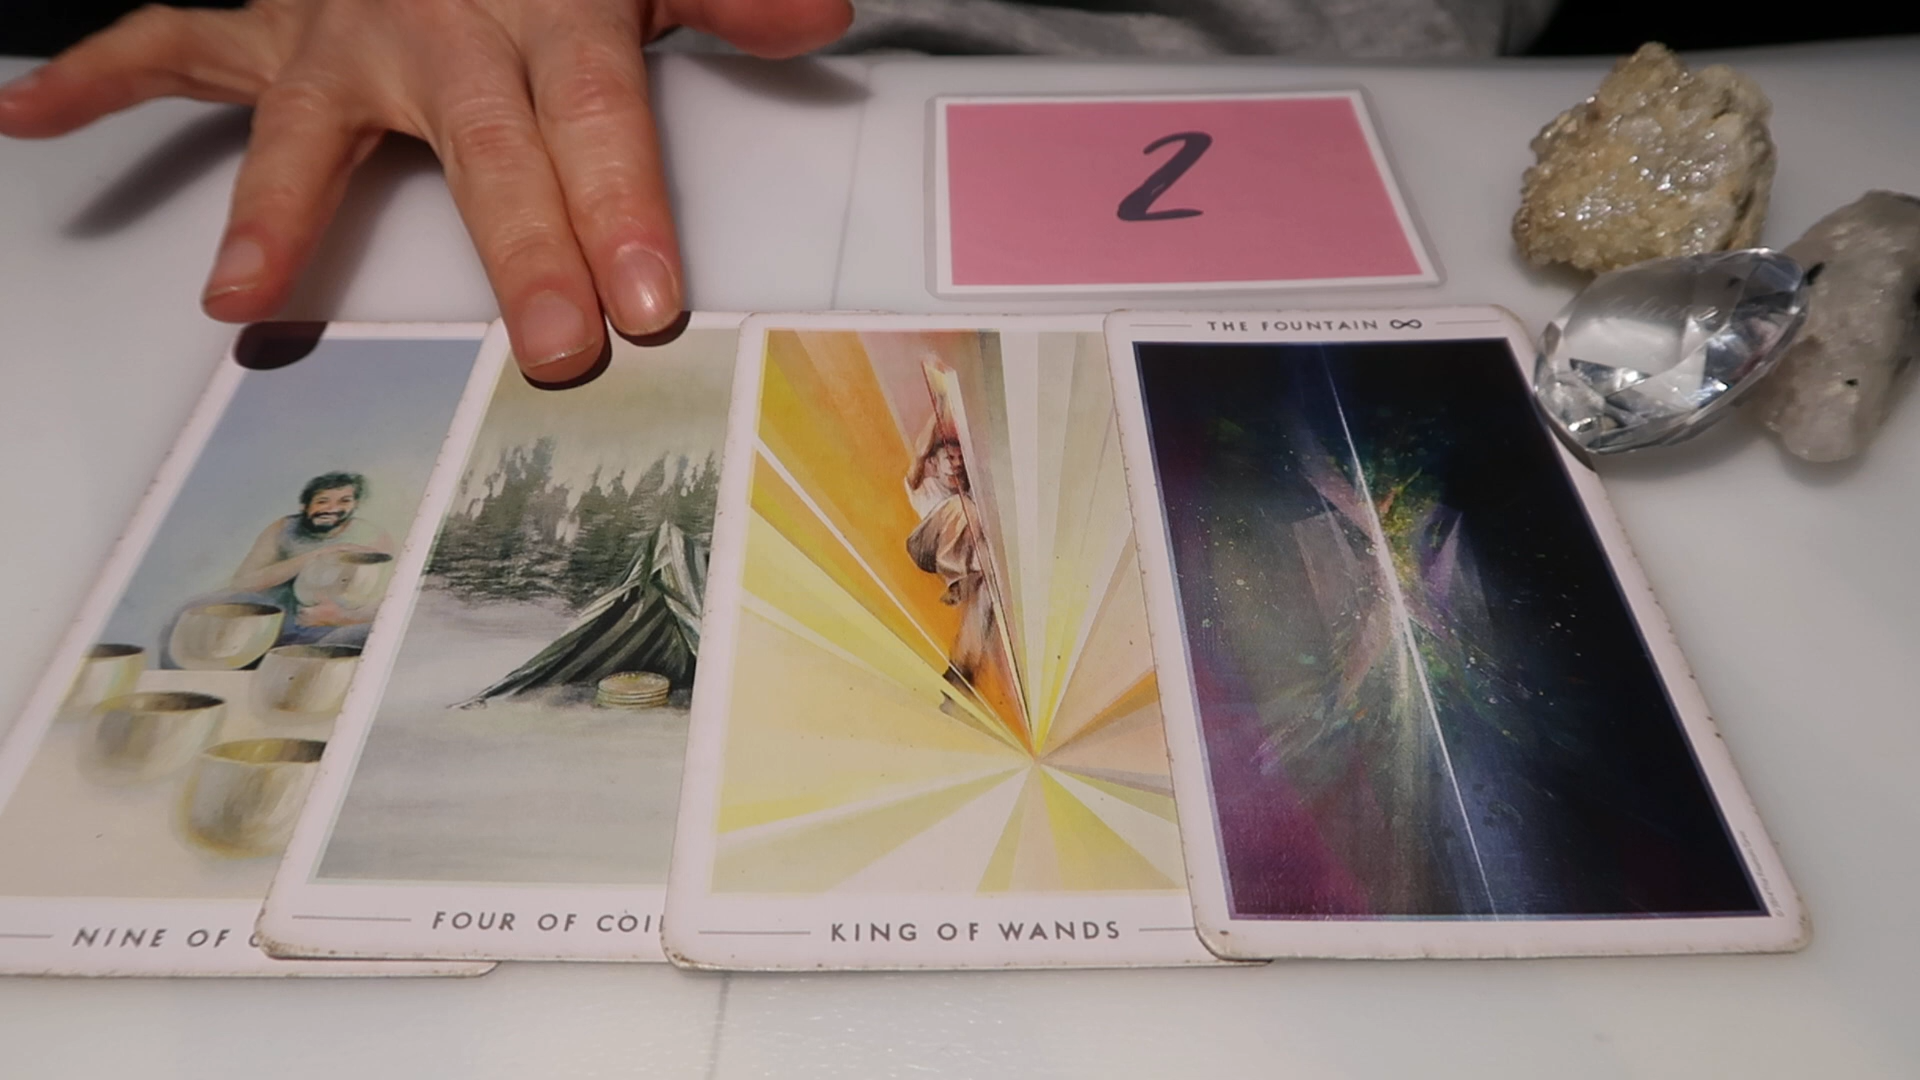 2
THE FOUNTAIN ∞
NINE OF
FOUR OF COI
KING OF WANDS